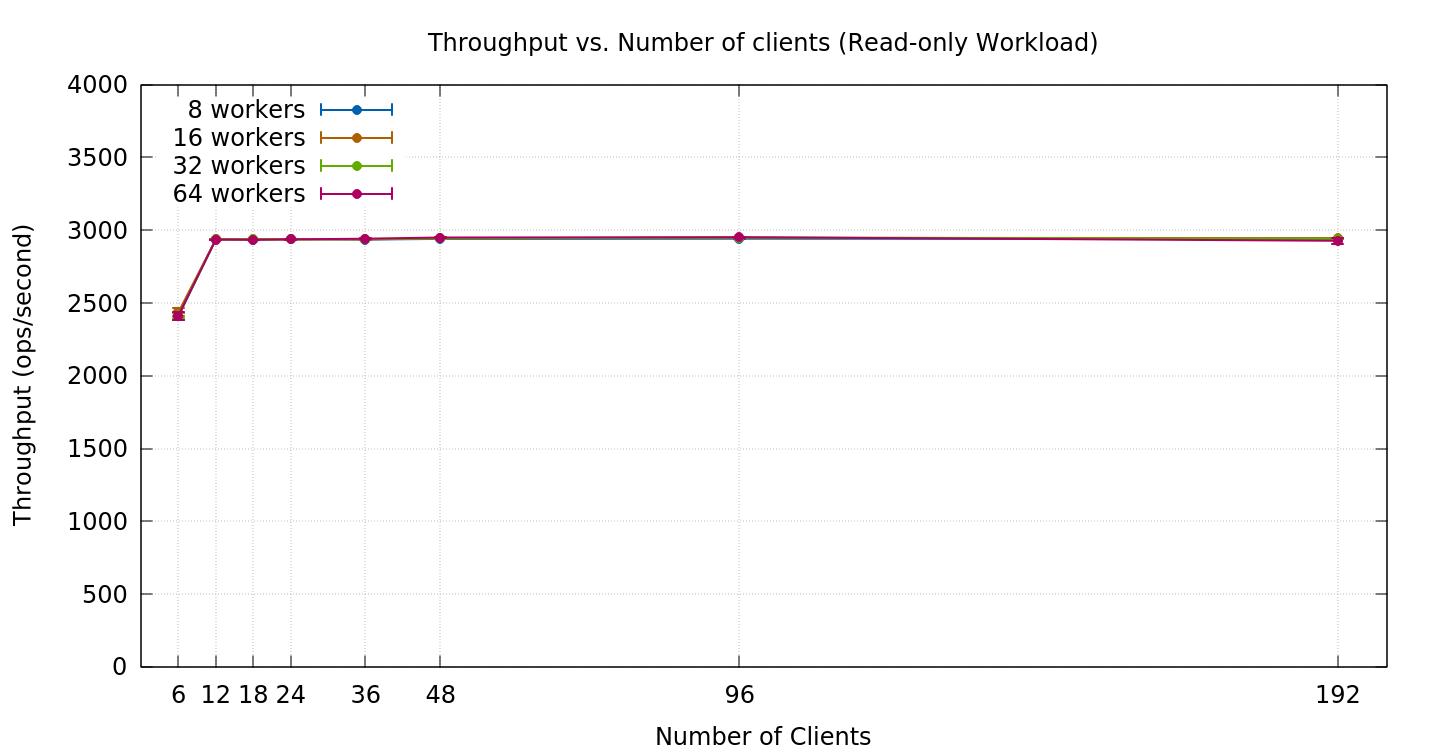 Throughput vs. Number of clients (Read-only Workload)
4000
3500
3000
2500
2000
1500
1000
500
0
8 workers
16 workers
32 workers
64 workers
Throughput (ops/second)
6 12 18 24 36 48 96 192
Number of Clients